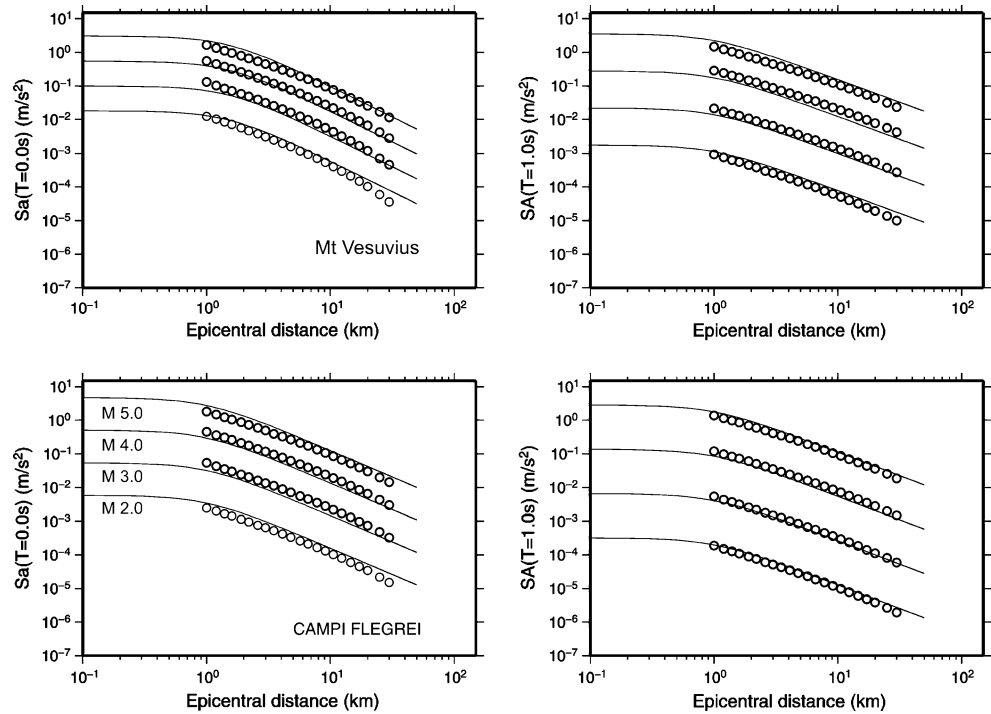 10¹
10⁰
10⁻¹
10⁻²
10⁻³
10⁻⁴
10⁻⁵
10⁻⁶
10⁻⁷
Sa(T=0.0s) (m/s²)
Mt Vesuvius
10⁻¹ 10⁰ 10¹ 10²
Epicentral distance (km)
10¹
10⁰
10⁻¹
10⁻²
10⁻³
10⁻⁴
10⁻⁵
10⁻⁶
10⁻⁷
SA(T=1.0s) (m/s²)
10⁻¹ 10⁰ 10¹ 10²
Epicentral distance (km)
10¹
10⁰
10⁻¹
10⁻²
10⁻³
10⁻⁴
10⁻⁵
10⁻⁶
10⁻⁷
Sa(T=0.0s) (m/s²)
M 5.0
M 4.0
M 3.0
M 2.0
CAMPI FLEGREI
10⁻¹ 10⁰ 10¹ 10²
Epicentral distance (km)
10¹
10⁰
10⁻¹
10⁻²
10⁻³
10⁻⁴
10⁻⁵
10⁻⁶
10⁻⁷
SA(T=1.0s) (m/s²)
10⁻¹ 10⁰ 10¹ 10²
Epicentral distance (km)